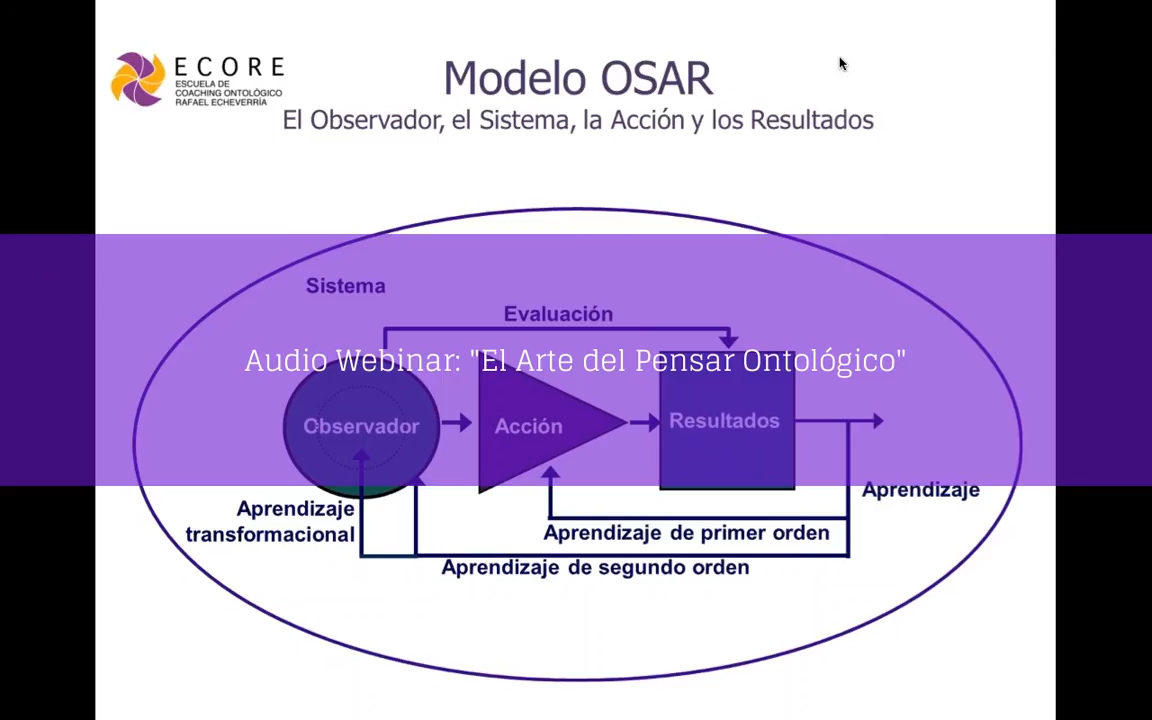 ECORE
ESCUELA DE
COACHING ONTOLÓGICO
RAFAEL ECHEVERRÍA
Modelo OSAR
El Observador, el Sistema, la Acción y los Resultados
Sistema
Evaluación
Audio Webinar: "El Arte del Pensar Ontológico"
Observador
Acción
Resultados
Aprendizaje
Aprendizaje
transformacional
Aprendizaje de primer orden
Aprendizaje de segundo orden